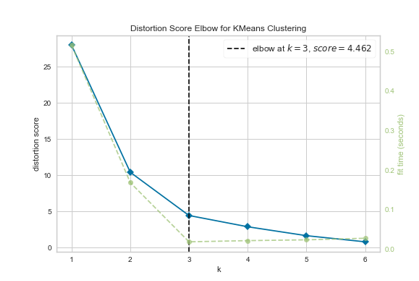 Distortion Score Elbow for KMeans Clustering
elbow at k = 3, score = 4.462
distortion score
25
20
15
10
5
0
fit time (seconds)
0.5
0.4
0.3
0.2
0.1
0.0
1 2 3 4 5 6
k